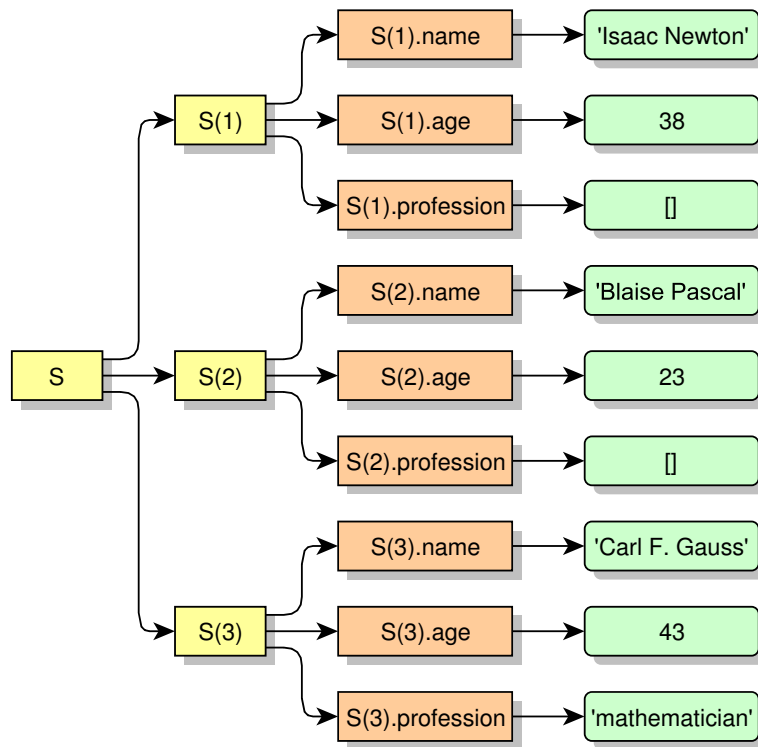 S(1).name
'Isaac Newton'
S(1)
S(1).age
38
S(1).profession
[]
S(2).name
'Blaise Pascal'
S
S(2)
S(2).age
23
S(2).profession
[]
S(3).name
'Carl F. Gauss'
S(3)
S(3).age
43
S(3).profession
'mathematician'